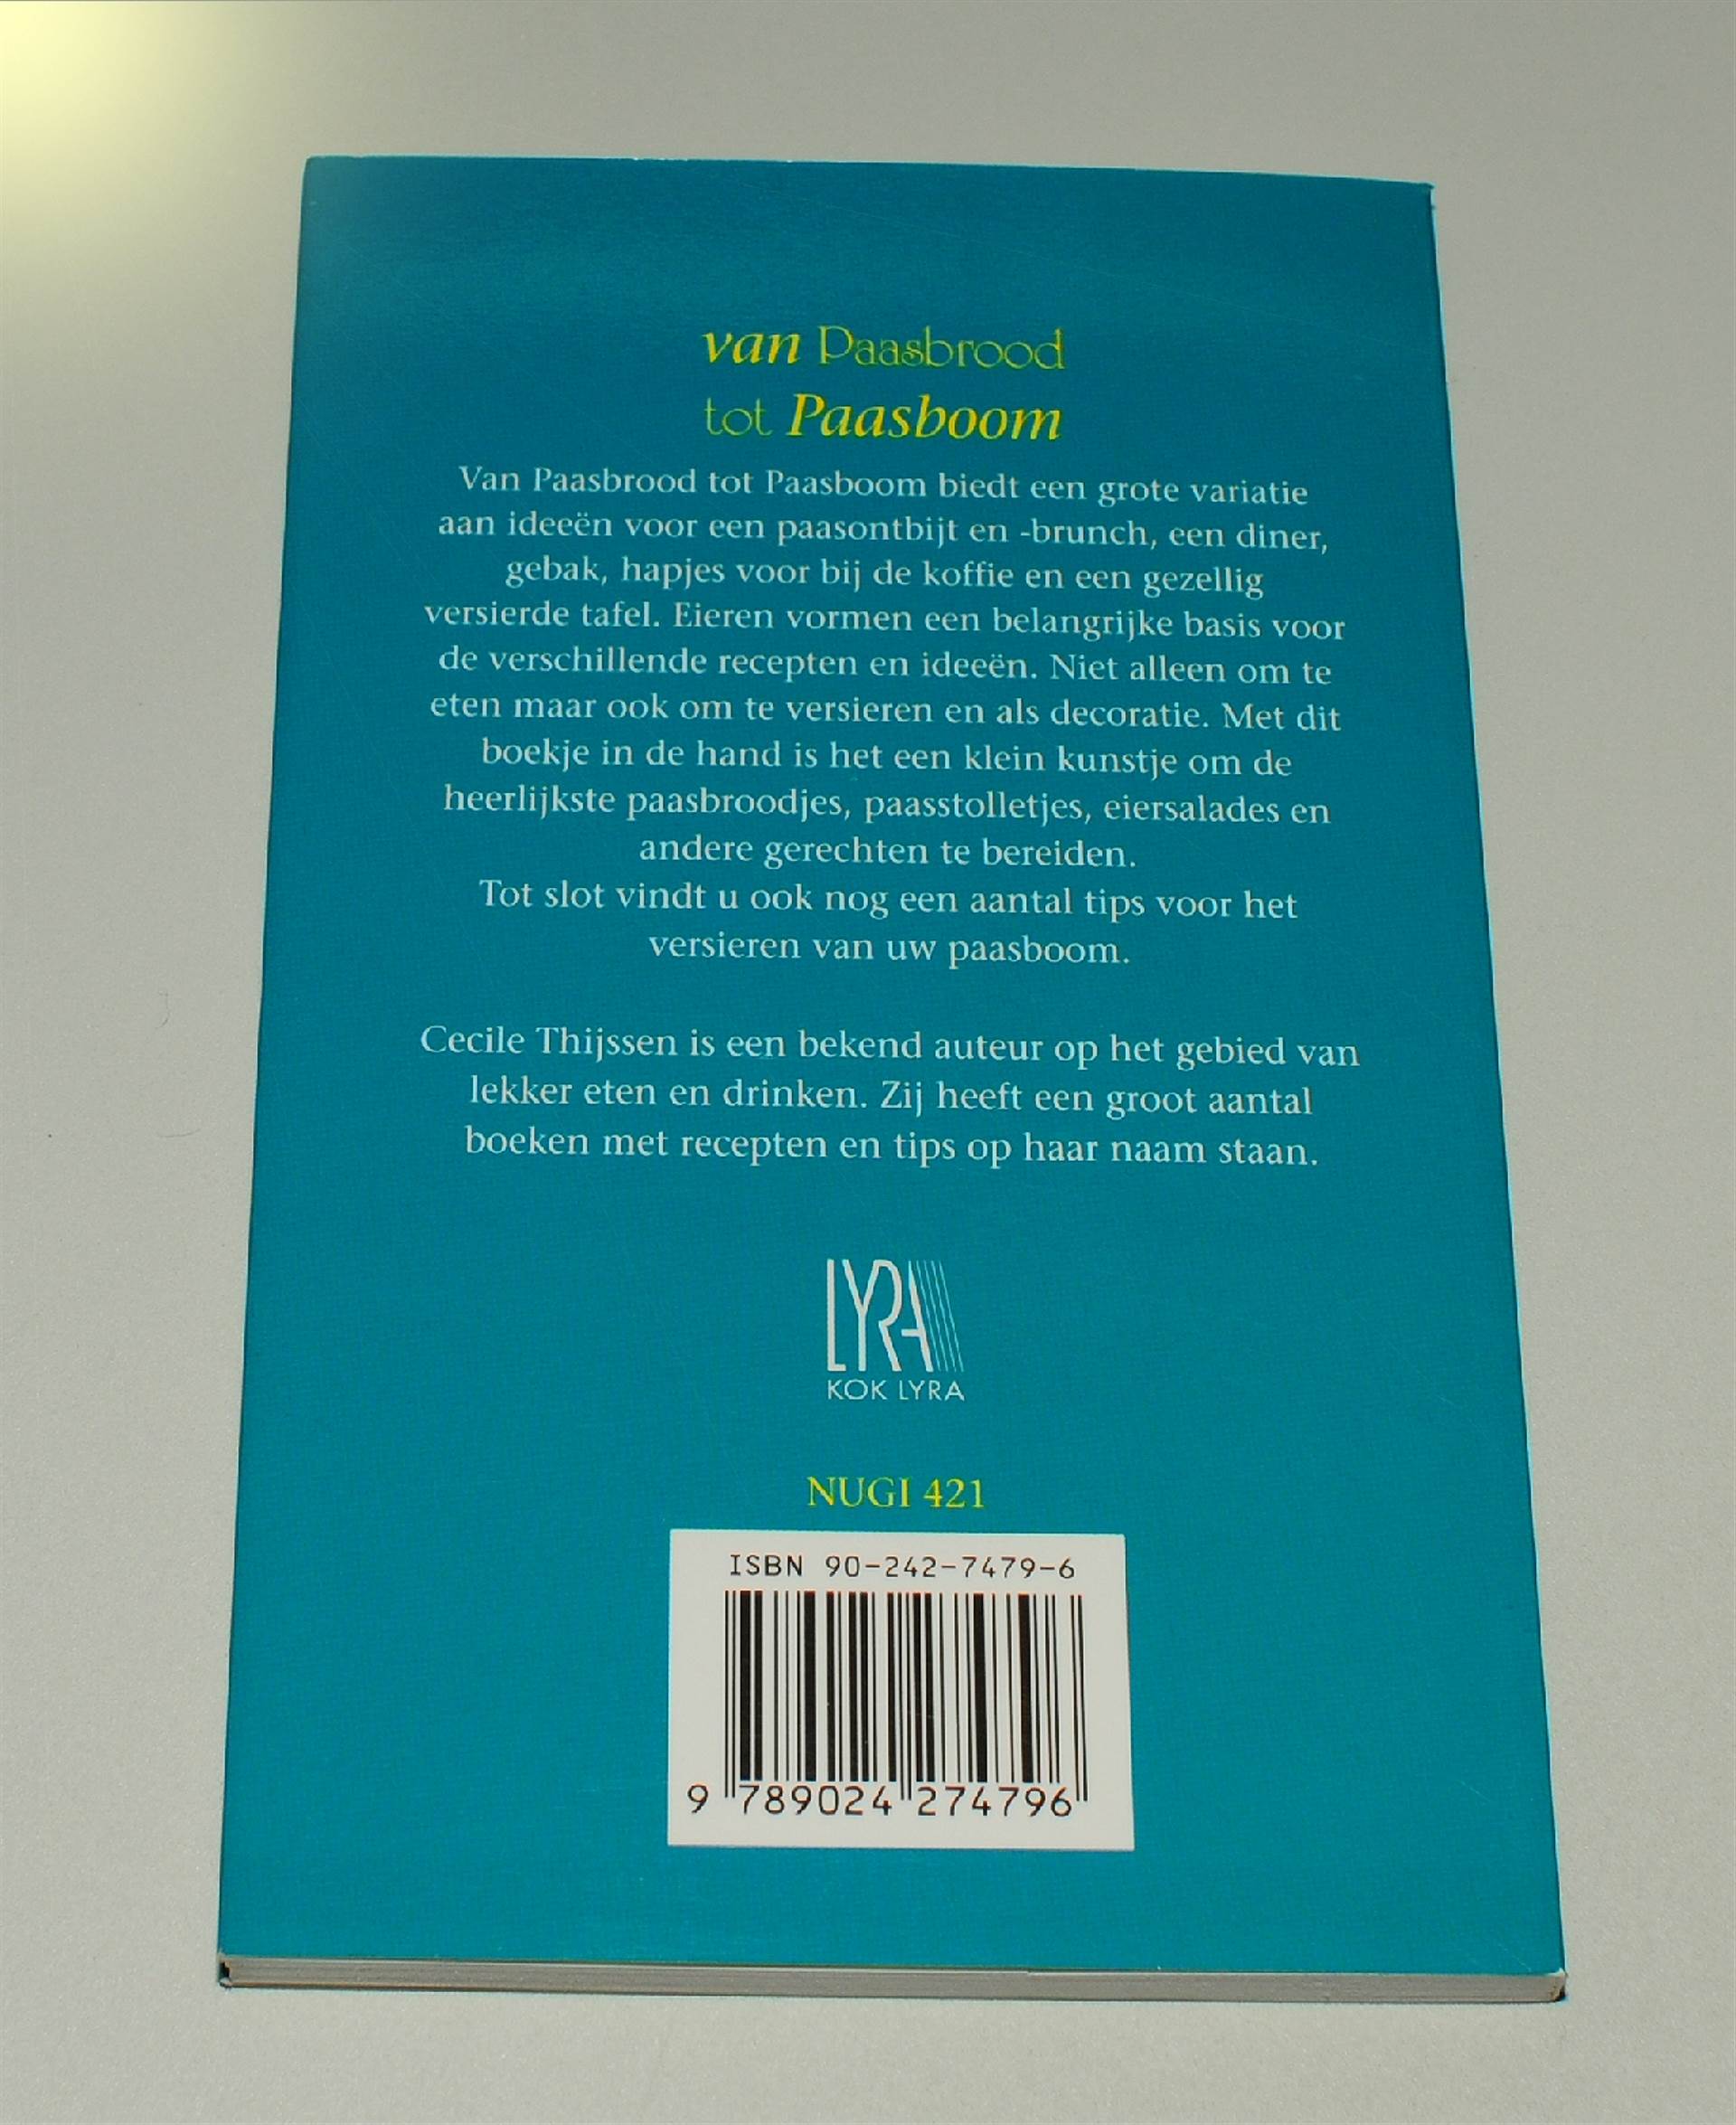 van Paasbrood
tot Paasboom
Van Paasbrood tot Paasboom biedt een grote variatie
aan ideeën voor een paasontbijt en -brunch, een diner,
gebak, hapjes voor bij de koffie en een gezellig
versierde tafel. Eieren vormen een belangrijke basis voor
de verschillende recepten en ideeën. Niet alleen om te
eten maar ook om te versieren en als decoratie. Met dit
boekje in de hand is het een klein kunstje om de
heerlijkste paasbroodjes, paasstolletjes, eiersalades en
andere gerechten te bereiden.
Tot slot vindt u ook nog een aantal tips voor het
versieren van uw paasboom.
Cecile Thijssen is een bekend auteur op het gebied van
lekker eten en drinken. Zij heeft een groot aantal
boeken met recepten en tips op haar naam staan.
LYRA
KOK LYRA
NUGI 421
ISBN 90-242-7479-6
9 789024 274796